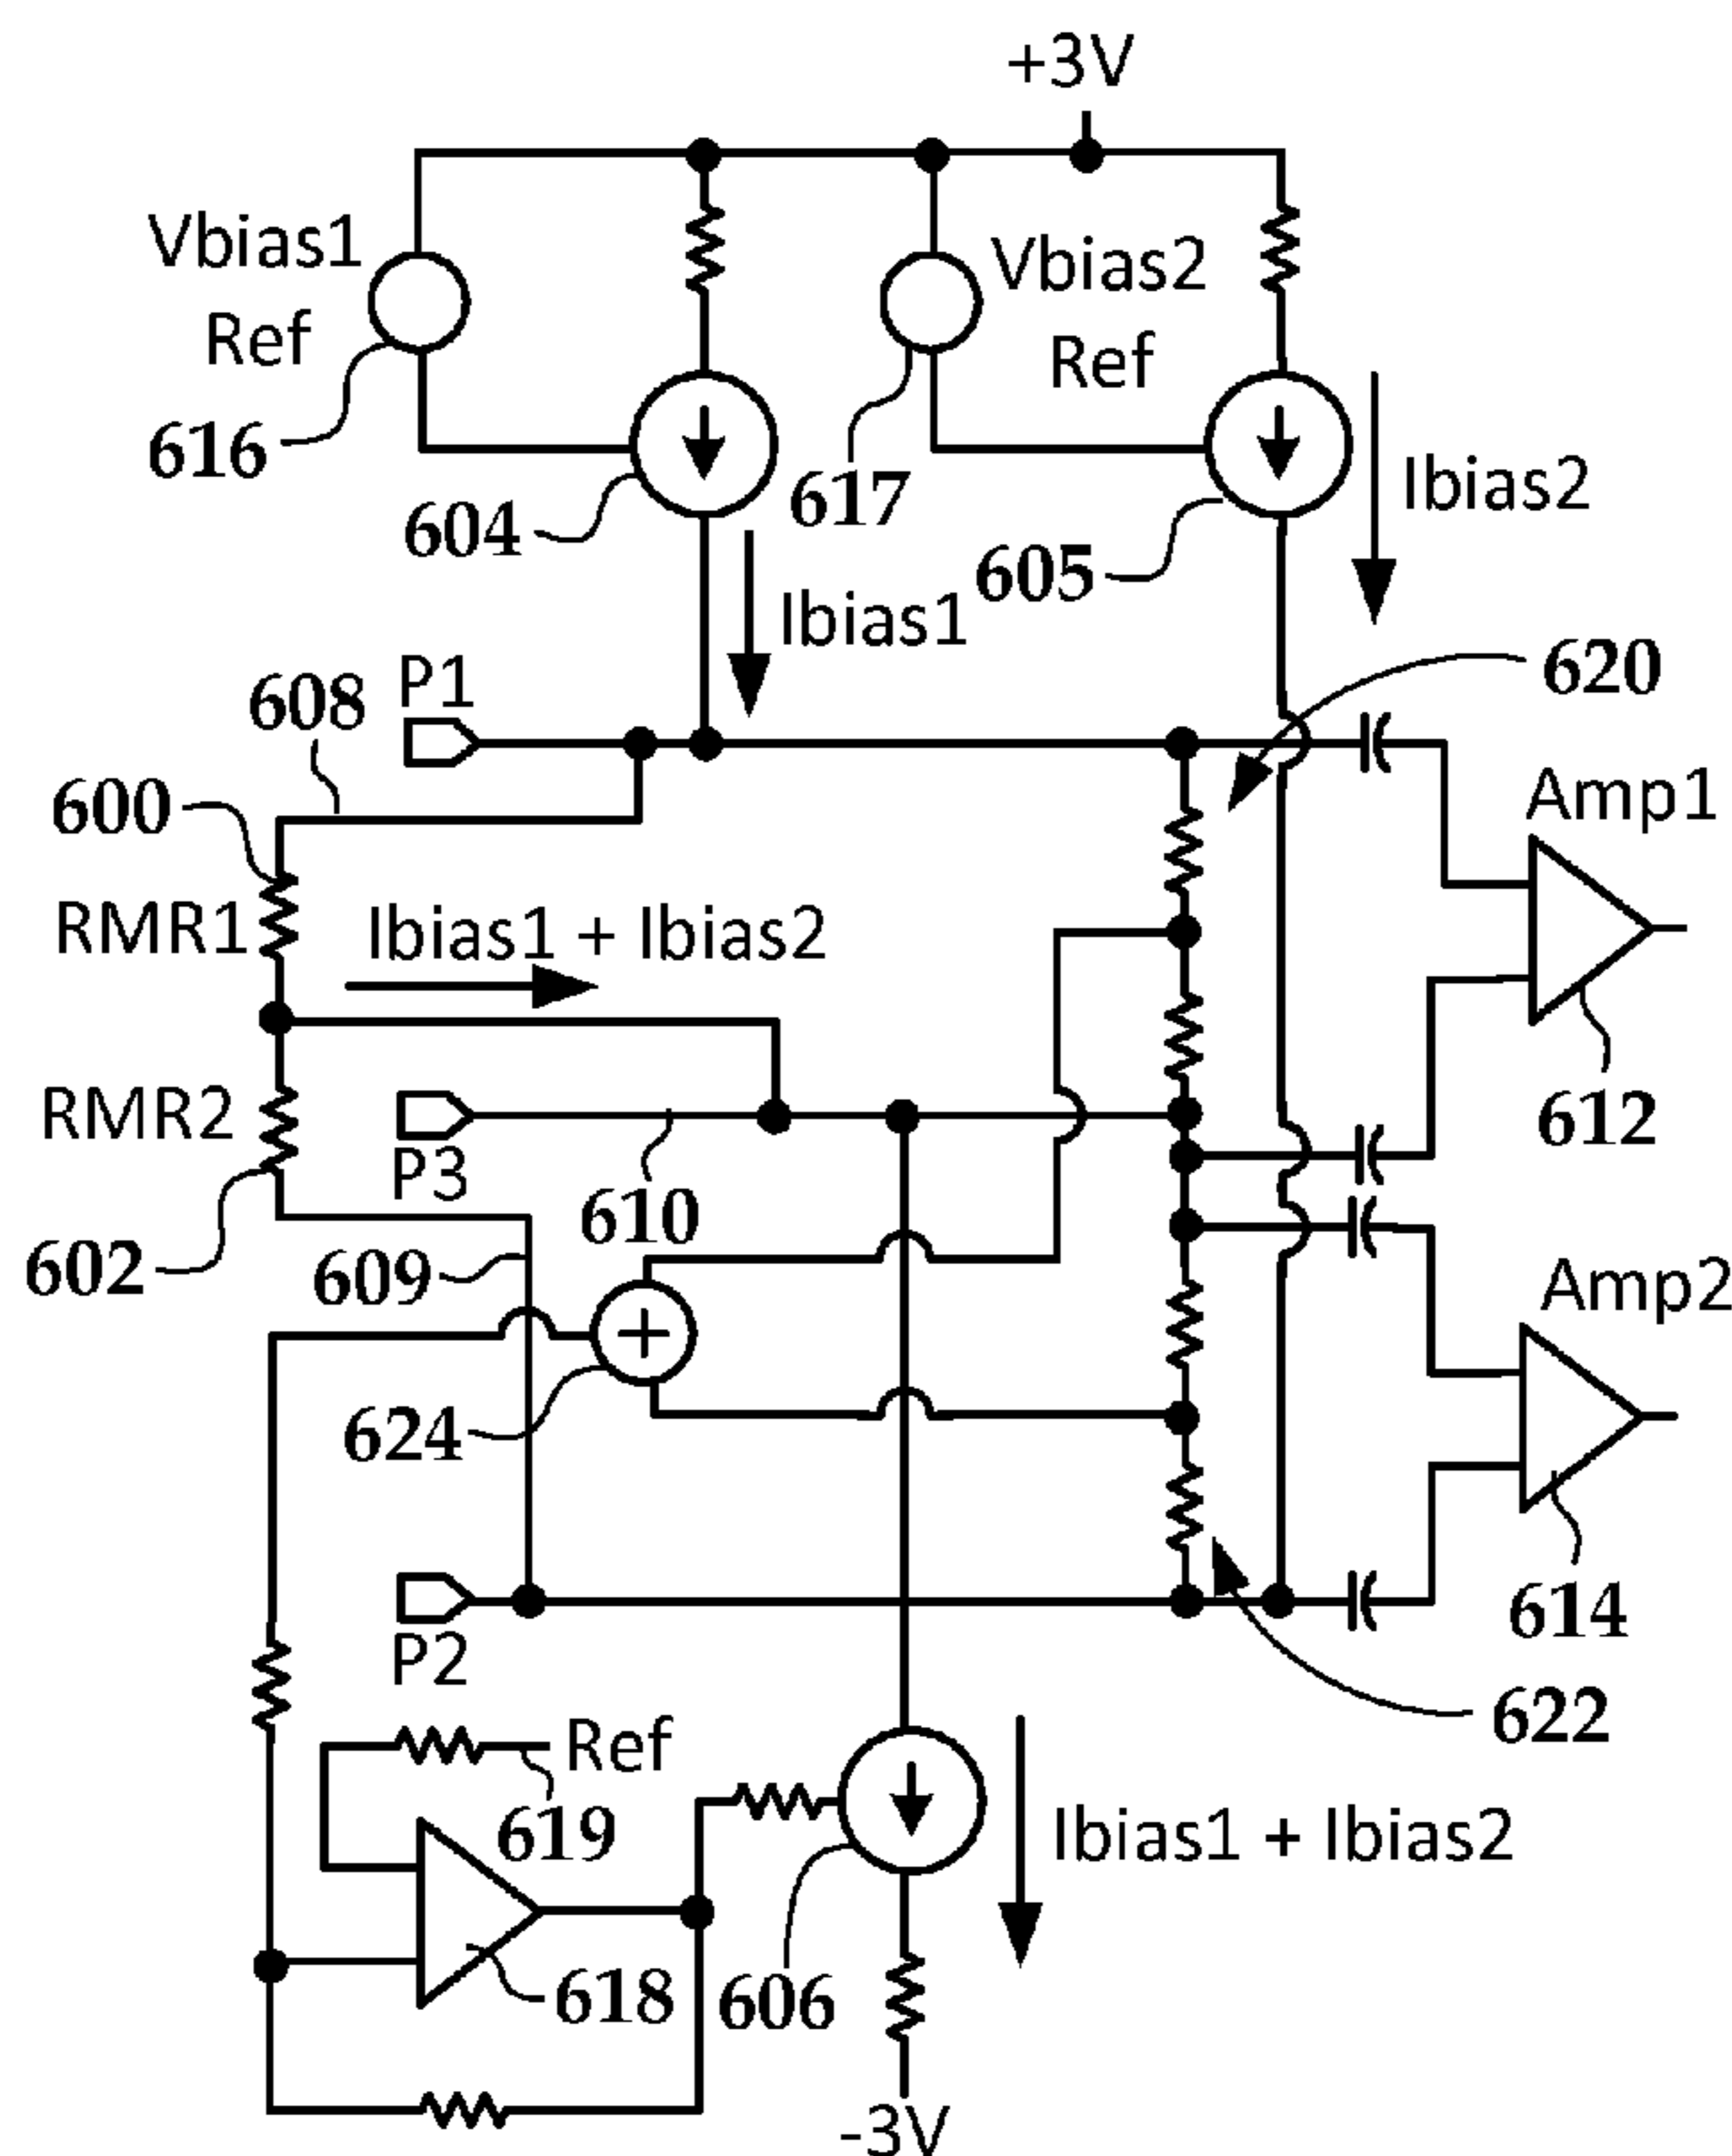 +3V
Vbias1
Ref
Vbias2
Ref
616
617
604
605
Ibias2
Ibias1
620
608
P1
600
Amp1
RMR1
Ibias1 + Ibias2
RMR2
612
P3
610
602
609
Amp2
+
624
614
P2
622
Ref
619
Ibias1 + Ibias2
618
606
-3V